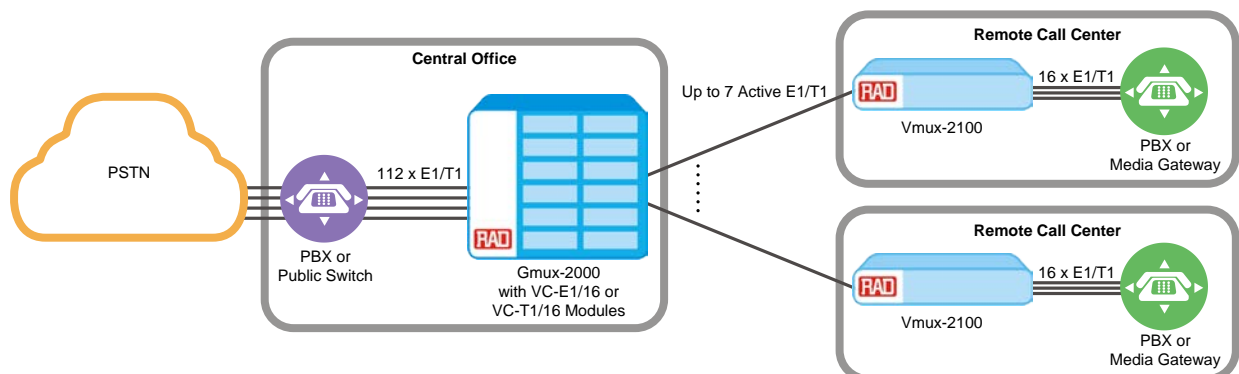 PSTN
Central Office
PBX or
Public Switch
112 x E1/T1
RAD
Gmux-2000
with VC-E1/16 or
VC-T1/16 Modules
Up to 7 Active E1/T1
Remote Call Center
RAD
Vmux-2100
16 x E1/T1
PBX or
Media Gateway
Remote Call Center
RAD
Vmux-2100
16 x E1/T1
PBX or
Media Gateway